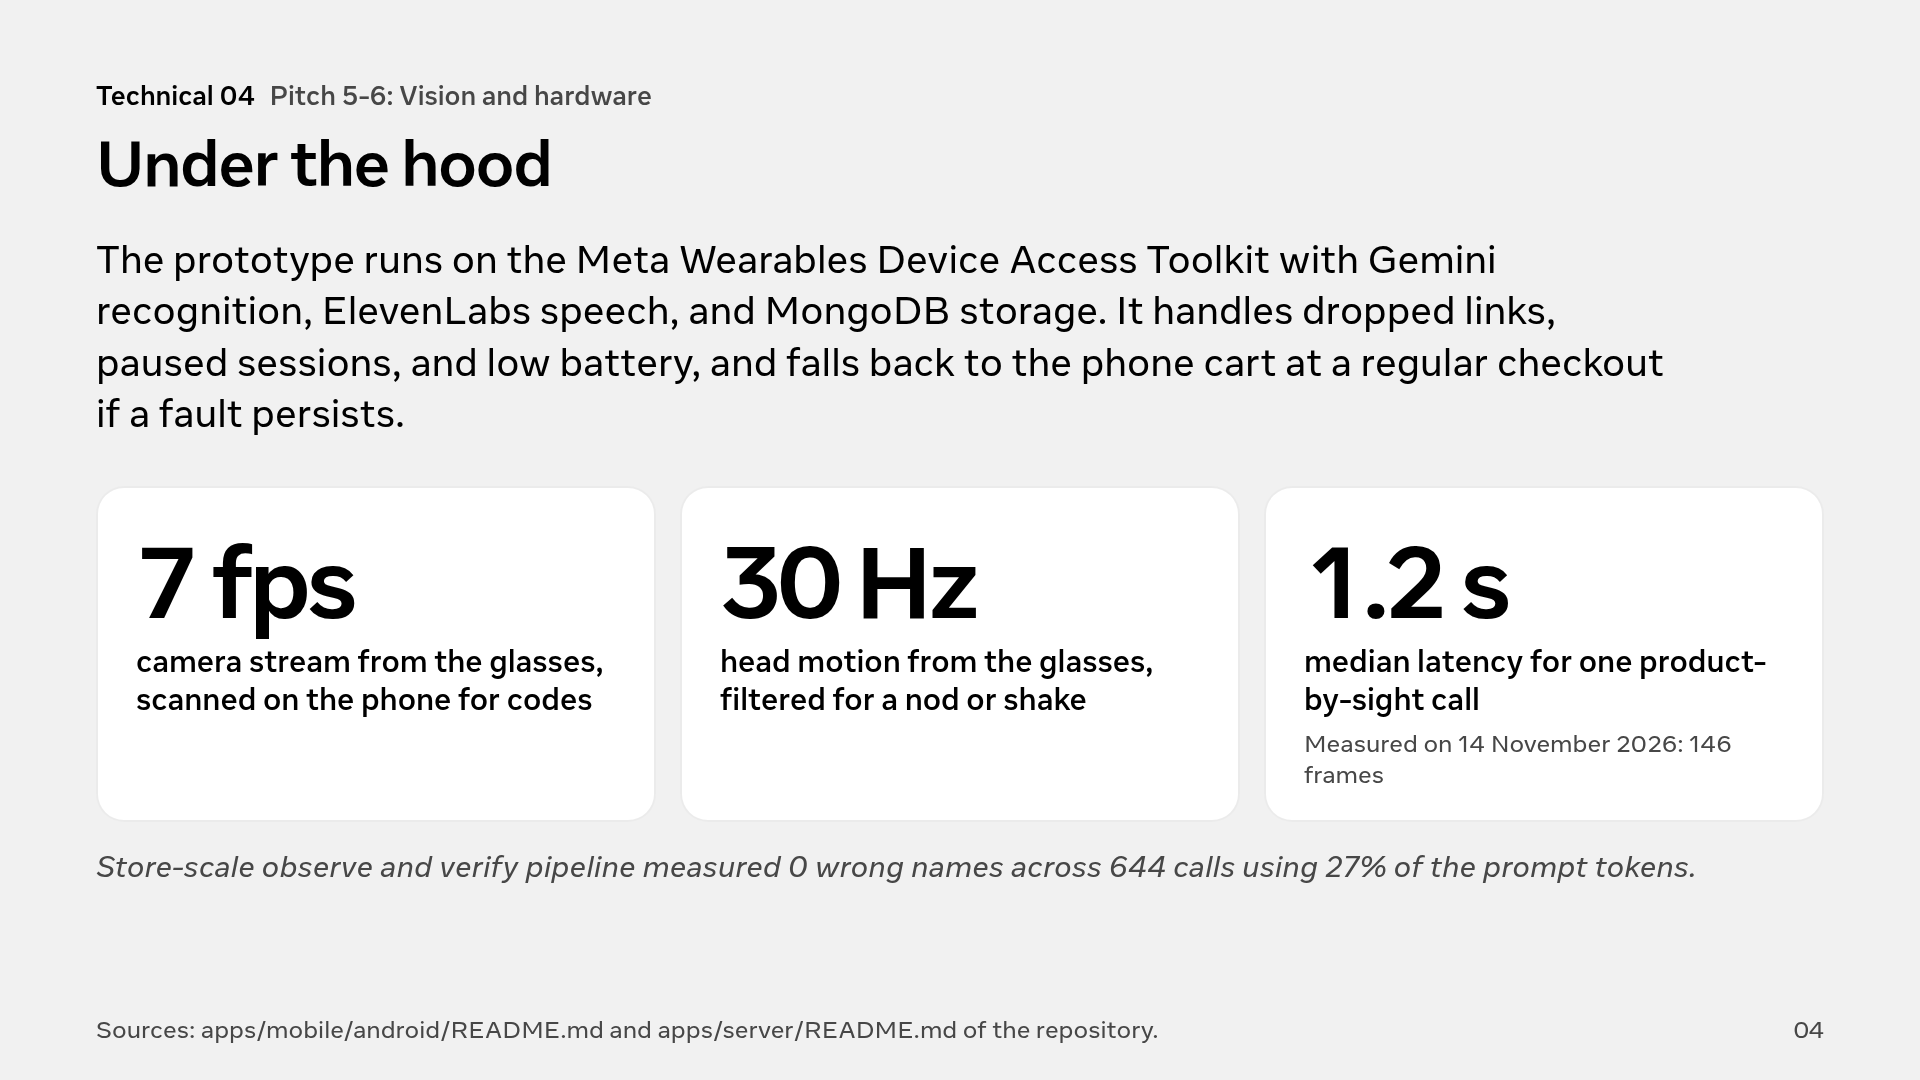 Technical 04 Pitch 5-6: Vision and hardware
Under the hood
The prototype runs on the Meta Wearables Device Access Toolkit with Gemini
recognition, ElevenLabs speech, and MongoDB storage. It handles dropped links,
paused sessions, and low battery, and falls back to the phone cart at a regular checkout
if a fault persists.
7 fps
camera stream from the glasses,
scanned on the phone for codes
30 Hz
head motion from the glasses,
filtered for a nod or shake
1.2 s
median latency for one product-
by-sight call
Measured on 14 November 2026: 146
frames
Store-scale observe and verify pipeline measured 0 wrong names across 644 calls using 27% of the prompt tokens.
Sources: apps/mobile/android/README.md and apps/server/README.md of the repository.
04